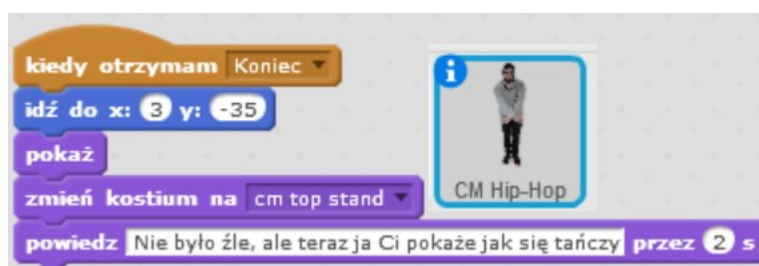 kiedy otrzymam Koniec
idź do x: 3 y: -35
pokaż
zmień kostium na cm top stand
CM Hip-Hop
powiedz Nie było źle, ale teraz ja Ci pokaże jak się tańczy przez 2 s